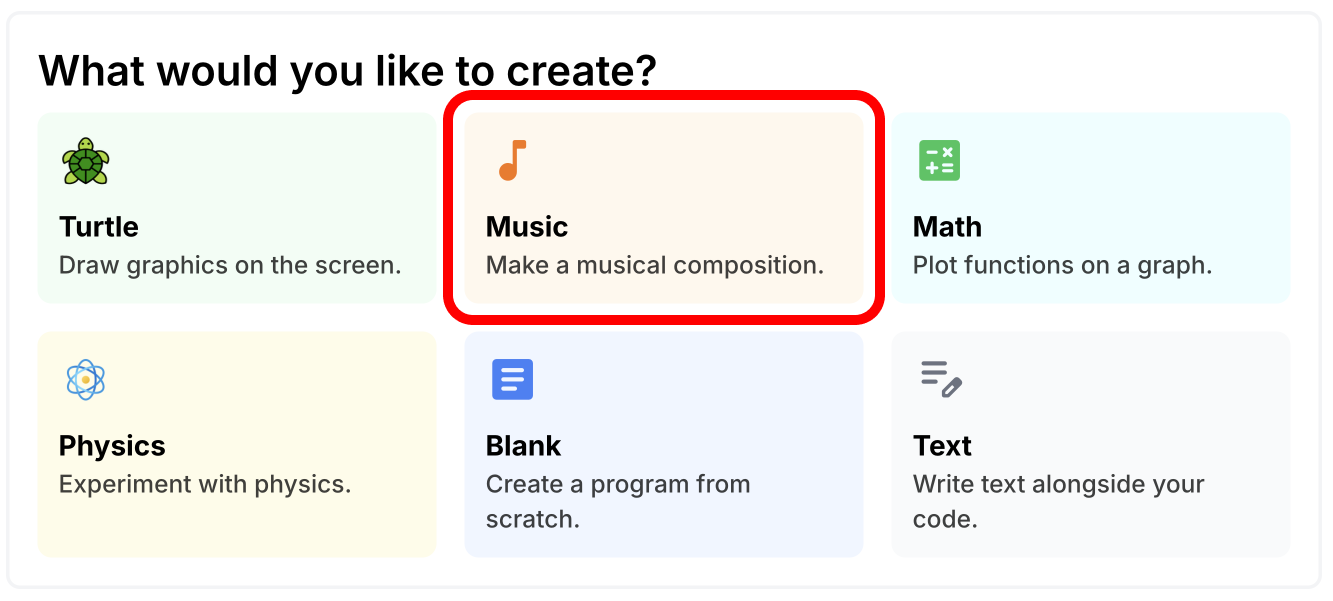 What would you like to create?
Turtle
Draw graphics on the screen.
Music
Make a musical composition.
Math
Plot functions on a graph.
Physics
Experiment with physics.
Blank
Create a program from
scratch.
Text
Write text alongside your
code.